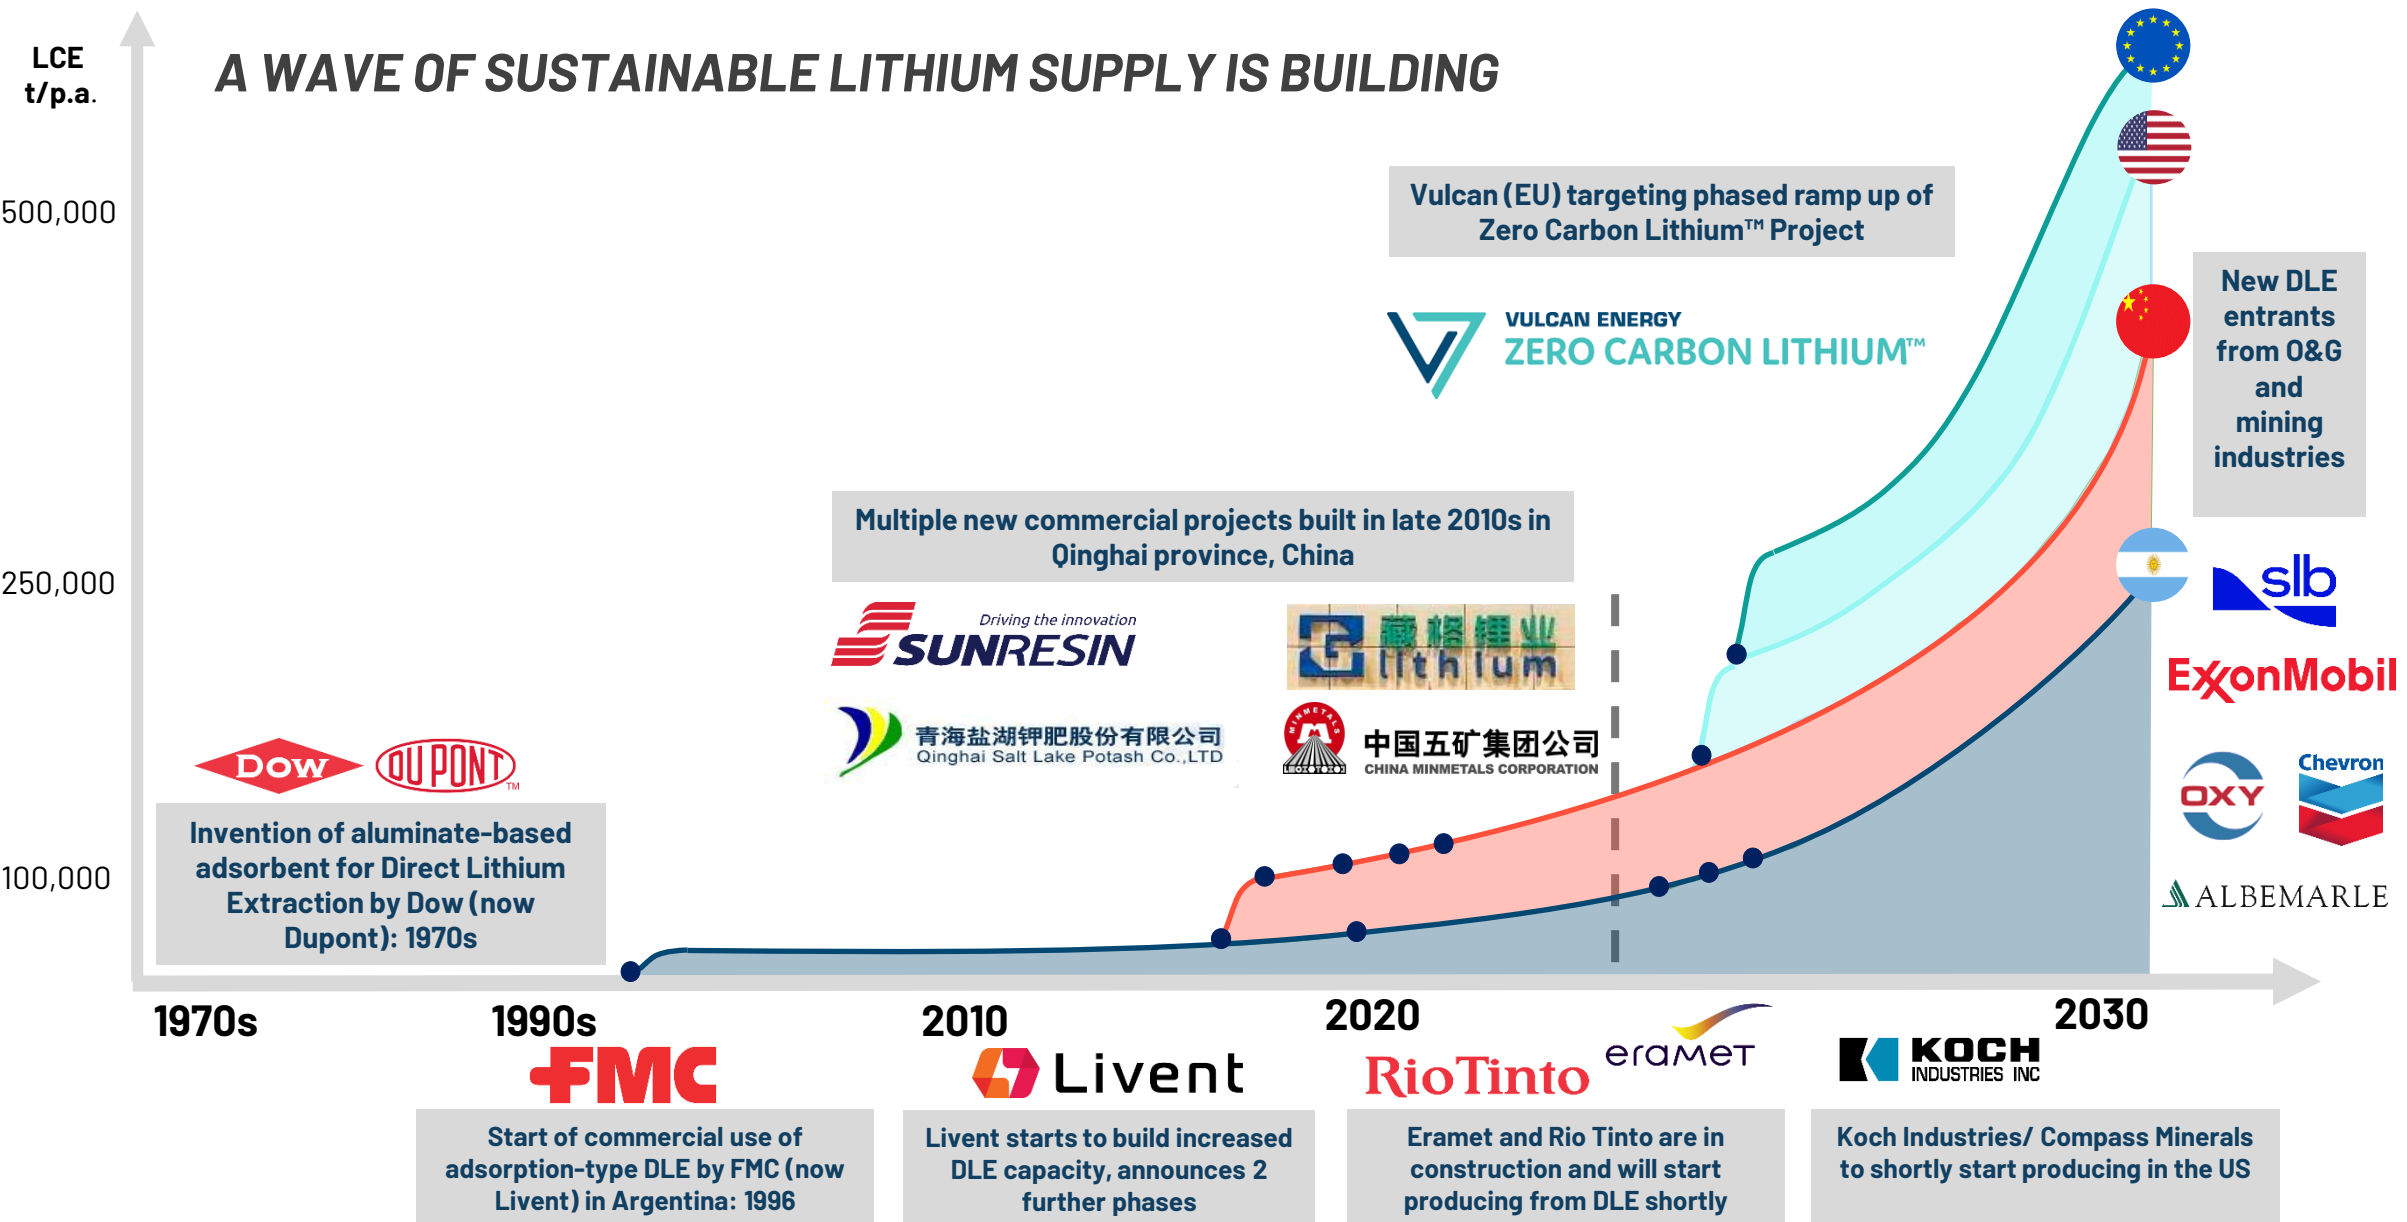 LCE
t/p.a.
A WAVE OF SUSTAINABLE LITHIUM SUPPLY IS BUILDING
500,000
250,000
100,000
Vulcan (EU) targeting phased ramp up of
Zero Carbon Lithium™ Project
VULCAN ENERGY
ZERO CARBON LITHIUM™
New DLE
entrants
from O&G
and
mining
industries
Multiple new commercial projects built in late 2010s in
Qinghai province, China
Driving the innovation
SUNRESIN
藏格锂业
lithium
青海盐湖钾肥股份有限公司
Qinghai Salt Lake Potash Co.,LTD
MINMETALS
中国五矿集团公司
CHINA MINMETALS CORPORATION
slb
ExxonMobil
OXY
Chevron
ALBEMARLE
DOW
DUPONT™
Invention of aluminate-based
adsorbent for Direct Lithium
Extraction by Dow (now
Dupont): 1970s
1970s
1990s
2010
2020
2030
FMC
Livent
RioTinto
eramet
KOCH
INDUSTRIES INC
Start of commercial use of
adsorption-type DLE by FMC (now
Livent) in Argentina: 1996
Livent starts to build increased
DLE capacity, announces 2
further phases
Eramet and Rio Tinto are in
construction and will start
producing from DLE shortly
Koch Industries/ Compass Minerals
to shortly start producing in the US